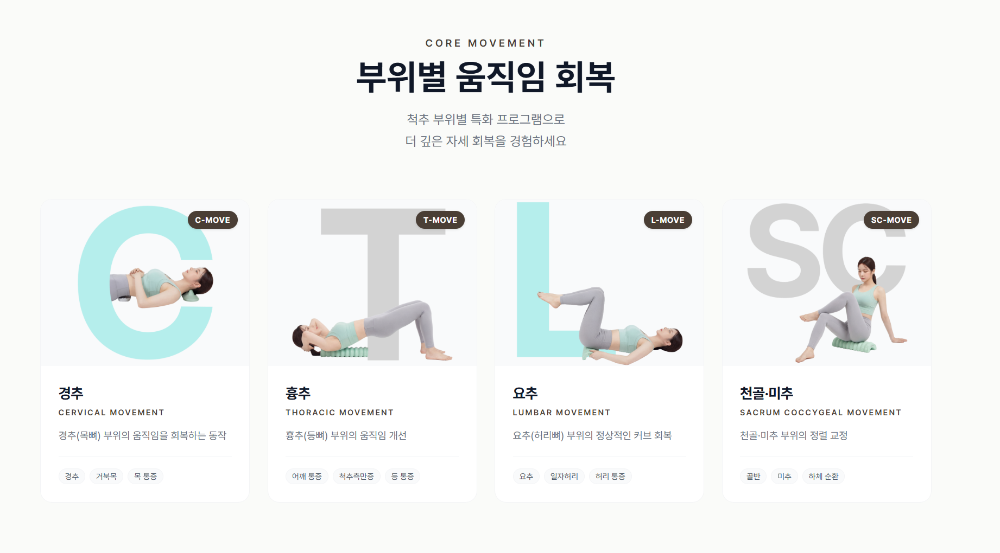 CORE MOVEMENT
부위별 움직임 회복
척추 부위별 특화 프로그램으로
더 깊은 자세 회복을 경험하세요
C
C-MOVE
경추
CERVICAL MOVEMENT
경추(목뼈) 부위의 움직임을 회복하는 동작
경추 거북목 목 통증
T
T-MOVE
흉추
THORACIC MOVEMENT
흉추(등뼈) 부위의 움직임 개선
어깨 통증 척추측만증 등 통증
L
L-MOVE
요추
LUMBAR MOVEMENT
요추(허리뼈) 부위의 정상적인 커브 회복
요추 일자허리 허리 통증
SC
SC-MOVE
천골·미추
SACRUM COCCYGEAL MOVEMENT
천골·미추 부위의 정렬 교정
골반 미추 하체 순환